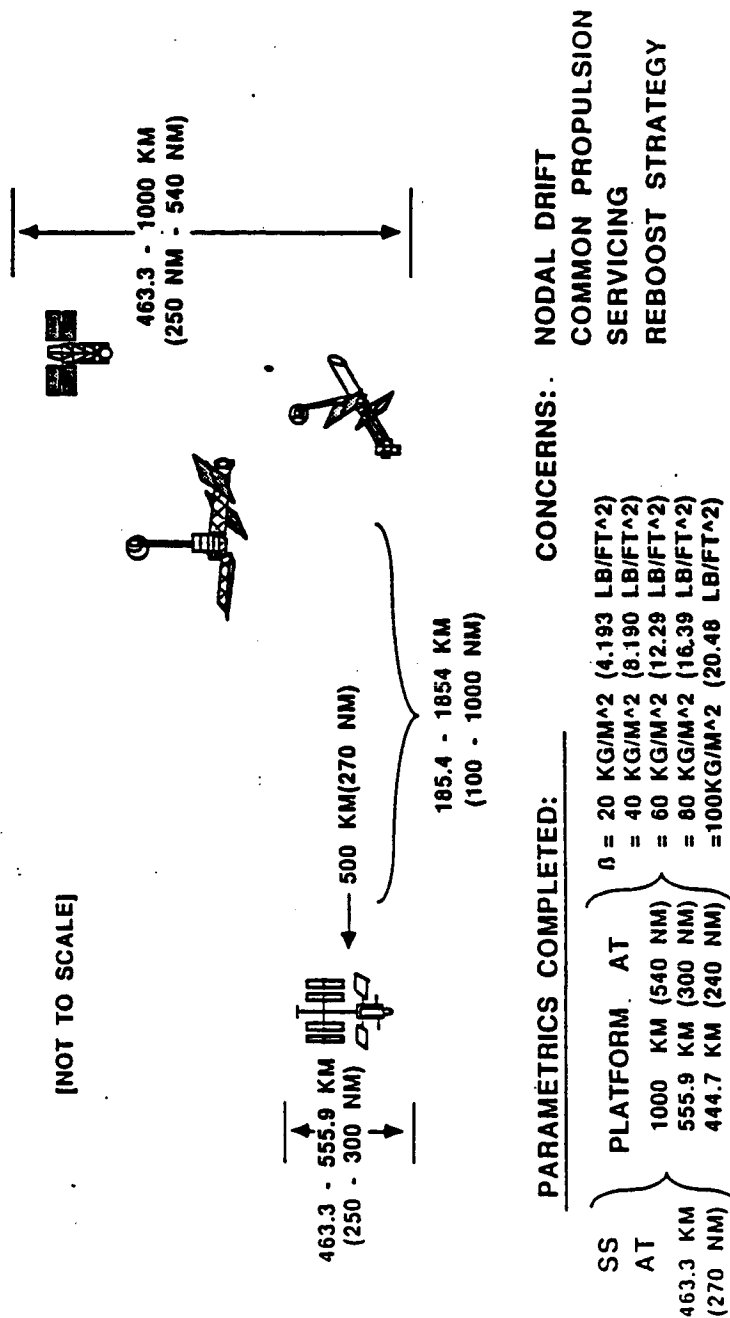 [NOT TO SCALE]
463.3 - 1000 KM
(250 NM - 540 NM)
463.3 - 555.9 KM
(250 - 300 NM)
500 KM(270 NM)
185.4 - 1854 KM
(100 - 1000 NM)
CONCERNS: NODAL DRIFT
COMMON PROPULSION
SERVICING
REBOOST STRATEGY
PARAMETRICS COMPLETED:
SS
AT
463.3 KM
(270 NM)
PLATFORM AT
1000 KM (540 NM)
555.9 KM (300 NM)
444.7 KM (240 NM)
ß = 20 KG/M^2 (4.193 LB/FT^2)
= 40 KG/M^2 (8.190 LB/FT^2)
= 60 KG/M^2 (12.29 LB/FT^2)
= 80 KG/M^2 (16.39 LB/FT^2)
=100KG/M^2 (20.48 LB/FT^2)